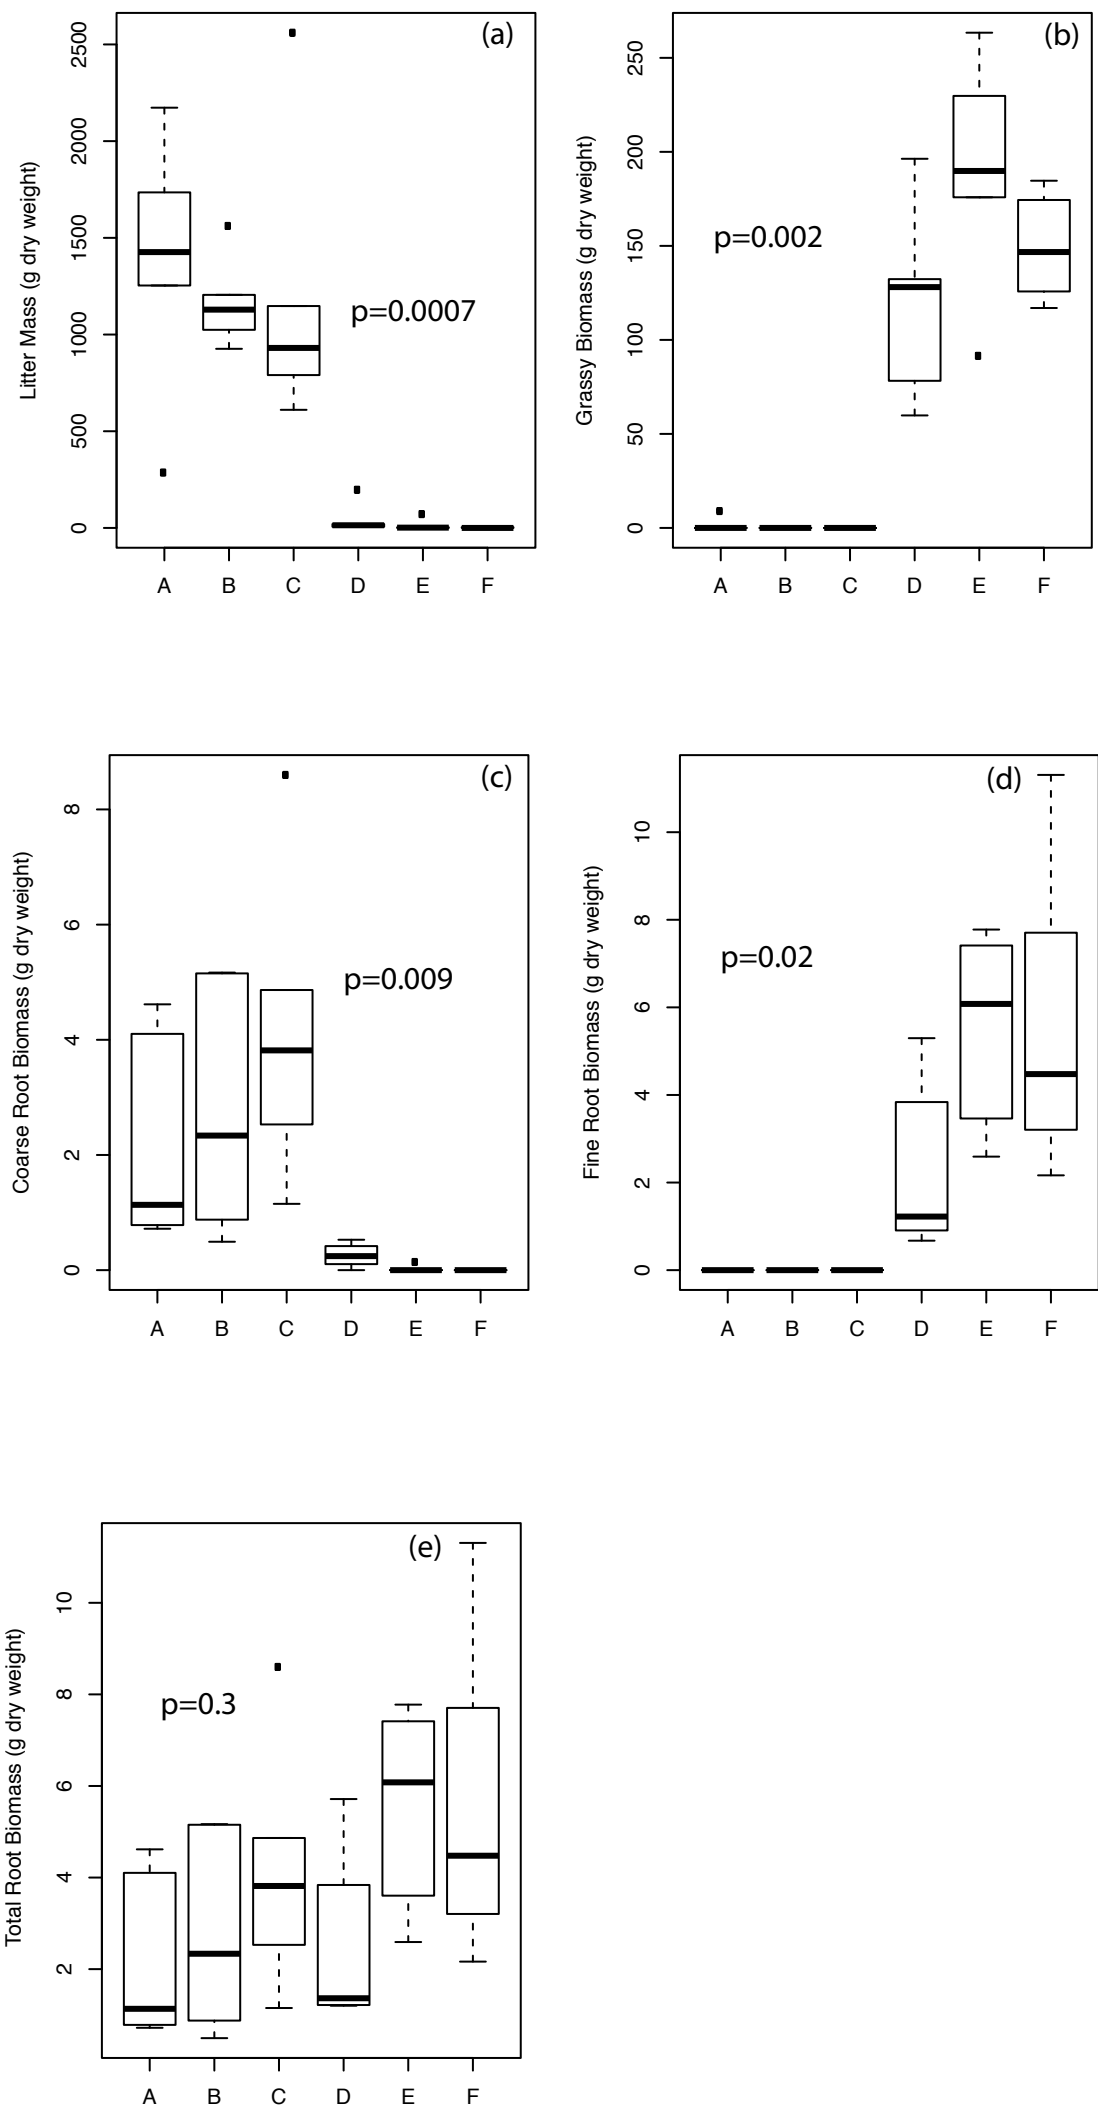 (a)
Litter Mass (g dry weight)
2500
2000
1500
1000
500
0
p=0.0007
A B C D E F
(b)
Grassy Biomass (g dry weight)
250
200
150
100
50
0
p=0.002
A B C D E F
(c)
Coarse Root Biomass (g dry weight)
8
6
4
2
0
p=0.009
A B C D E F
(d)
Fine Root Biomass (g dry weight)
10
8
6
4
2
0
p=0.02
A B C D E F
(e)
Total Root Biomass (g dry weight)
10
8
6
4
2
p=0.3
A B C D E F